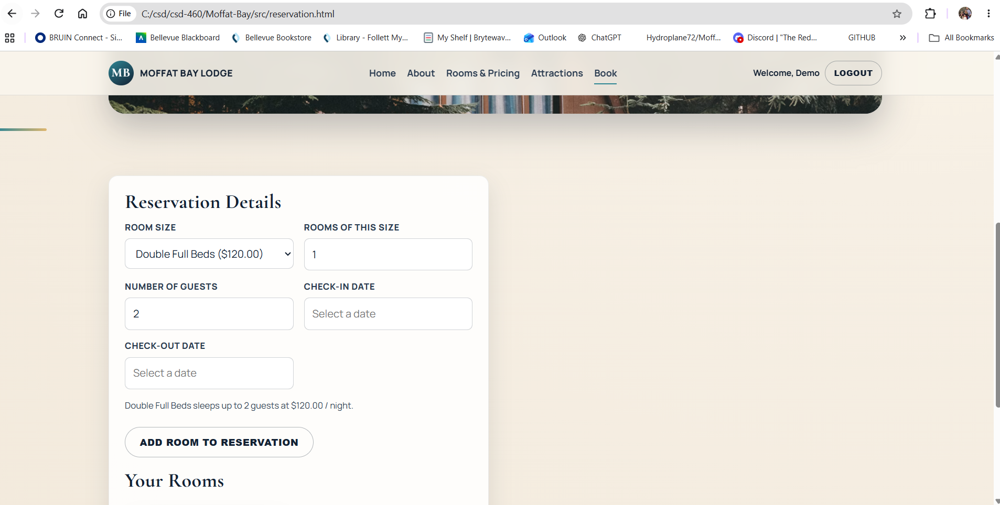 File C:/csd/csd-460/Moffat-Bay/src/reservation.html
BRUIN Connect - Si... Bellevue Blackboard Bellevue Bookstore Library - Follett My... My Shelf | Brytewav... Outlook ChatGPT Hydroplane72/Moff... Discord | "The Red... GITHUB » All Bookmarks
MB MOFFAT BAY LODGE Home About Rooms & Pricing Attractions Book Welcome, Demo LOGOUT
Reservation Details
ROOM SIZE ROOMS OF THIS SIZE
Double Full Beds ($120.00) 1
NUMBER OF GUESTS CHECK-IN DATE
2 Select a date
CHECK-OUT DATE
Select a date
Double Full Beds sleeps up to 2 guests at $120.00 / night.
ADD ROOM TO RESERVATION
Your Rooms